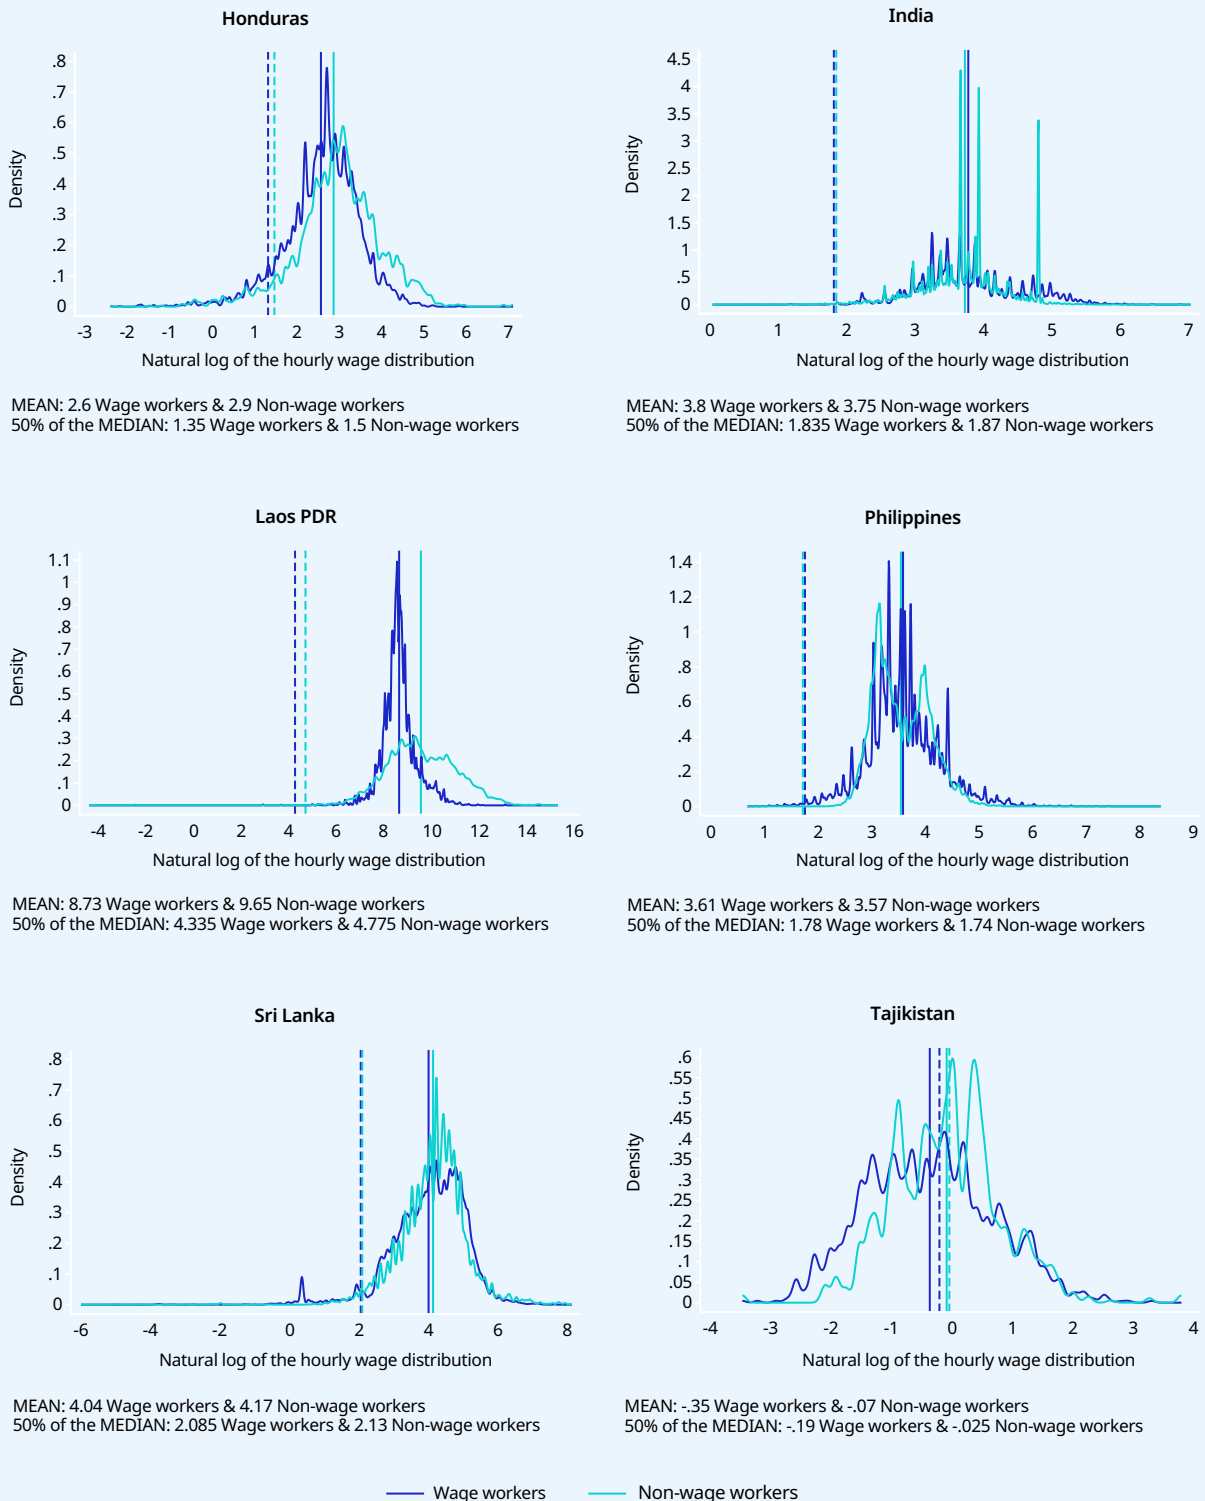 Honduras
Density
.8
.7
.6
.5
.4
.3
.2
.1
0
-3 -2 -1 0 1 2 3 4 5 6 7
Natural log of the hourly wage distribution
MEAN: 2.6 Wage workers & 2.9 Non-wage workers
50% of the MEDIAN: 1.35 Wage workers & 1.5 Non-wage workers
India
Density
4.5
4
3.5
3
2.5
2
1.5
1
.5
0
0 1 2 3 4 5 6 7
Natural log of the hourly wage distribution
MEAN: 3.8 Wage workers & 3.75 Non-wage workers
50% of the MEDIAN: 1.835 Wage workers & 1.87 Non-wage workers
Laos PDR
Density
1.1
1
.9
.8
.7
.6
.5
.4
.3
.2
.1
0
-4 -2 0 2 4 6 8 10 12 14 16
Natural log of the hourly wage distribution
MEAN: 8.73 Wage workers & 9.65 Non-wage workers
50% of the MEDIAN: 4.335 Wage workers & 4.775 Non-wage workers
Philippines
Density
1.4
1.2
1
.8
.6
.4
.2
0
0 1 2 3 4 5 6 7 8 9
Natural log of the hourly wage distribution
MEAN: 3.61 Wage workers & 3.57 Non-wage workers
50% of the MEDIAN: 1.78 Wage workers & 1.74 Non-wage workers
Sri Lanka
Density
.8
.7
.6
.5
.4
.3
.2
.1
0
-6 -4 -2 0 2 4 6 8
Natural log of the hourly wage distribution
MEAN: 4.04 Wage workers & 4.17 Non-wage workers
50% of the MEDIAN: 2.085 Wage workers & 2.13 Non-wage workers
Tajikistan
Density
.6
.55
.5
.45
.4
.35
.3
.25
.2
.15
.1
.05
0
-4 -3 -2 -1 0 1 2 3 4
Natural log of the hourly wage distribution
MEAN: -.35 Wage workers & -.07 Non-wage workers
50% of the MEDIAN: -.19 Wage workers & -.025 Non-wage workers
Wage workers
Non-wage workers